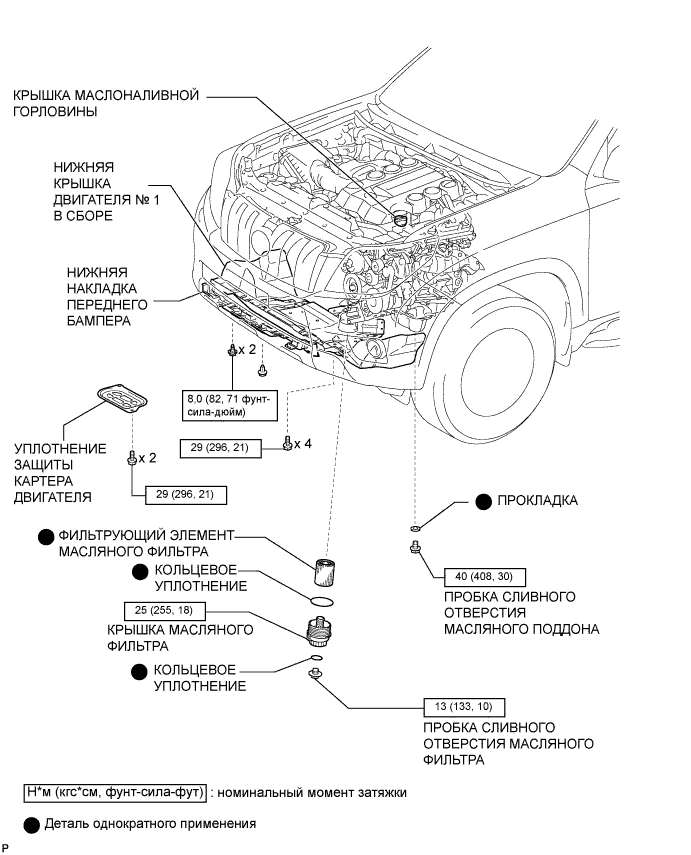 КРЫШКА МАСЛОНАЛИВНОЙ
ГОРЛОВИНЫ
НИЖНЯЯ
КРЫШКА
ДВИГАТЕЛЯ № 1
В СБОРЕ
НИЖНЯЯ
НАКЛАДКА
ПЕРЕДНЕГО
БАМПЕРА
x 2
8,0 (82, 71 фунт-
сила-дюйм)
29 (296, 21)
x 4
УПЛОТНЕНИЕ
ЗАЩИТЫ
КАРТЕРА
ДВИГАТЕЛЯ
x 2
29 (296, 21)
ПРОКЛАДКА
ФИЛЬТРУЮЩИЙ ЭЛЕМЕНТ
МАСЛЯНОГО ФИЛЬТРА
КОЛЬЦЕВОЕ
УПЛОТНЕНИЕ
40 (408, 30)
ПРОБКА СЛИВНОГО
ОТВЕРСТИЯ
МАСЛЯНОГО ПОДДОНА
25 (255, 18)
КРЫШКА МАСЛЯНОГО
ФИЛЬТРА
КОЛЬЦЕВОЕ
УПЛОТНЕНИЕ
13 (133, 10)
ПРОБКА СЛИВНОГО
ОТВЕРСТИЯ МАСЛЯНОГО
ФИЛЬТРА
Н*м (кгс*см, фунт-сила-фут) : номинальный момент затяжки
Деталь однократного применения
P